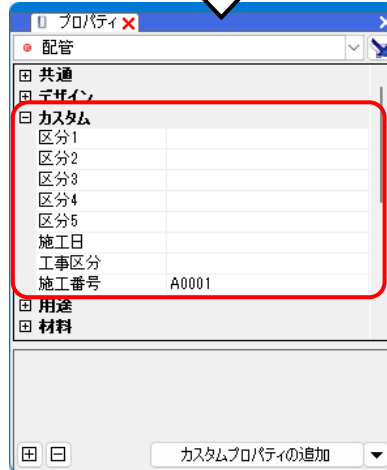 プロパティ
配管
共通
デザイン
カスタム
区分1
区分2
区分3
区分4
区分5
施工日
工事区分
施工番号 A0001
用途
材料
カスタムプロパティの追加